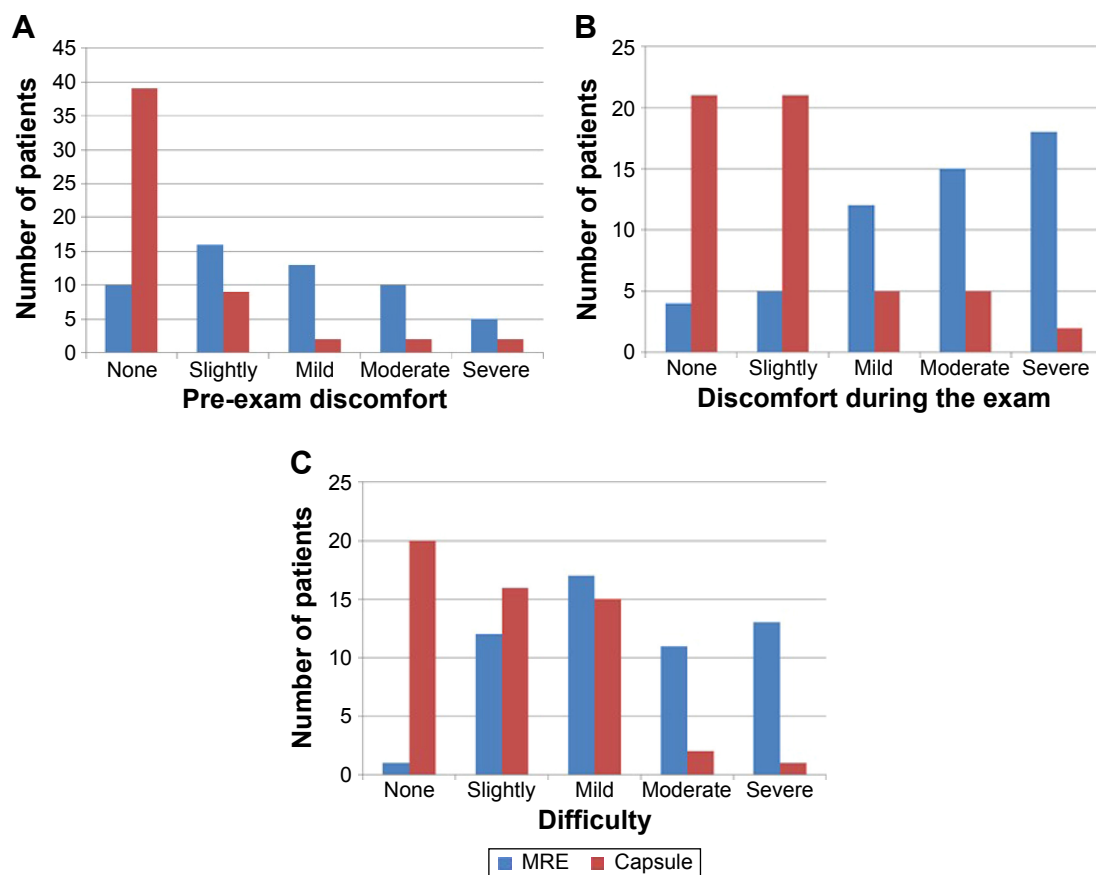 A
Number of patients
45
40
35
30
25
20
15
10
5
0
None Slightly Mild Moderate Severe
Pre-exam discomfort
B
Number of patients
25
20
15
10
5
0
None Slightly Mild Moderate Severe
Discomfort during the exam
C
Number of patients
25
20
15
10
5
0
None Slightly Mild Moderate Severe
Difficulty
MRE Capsule